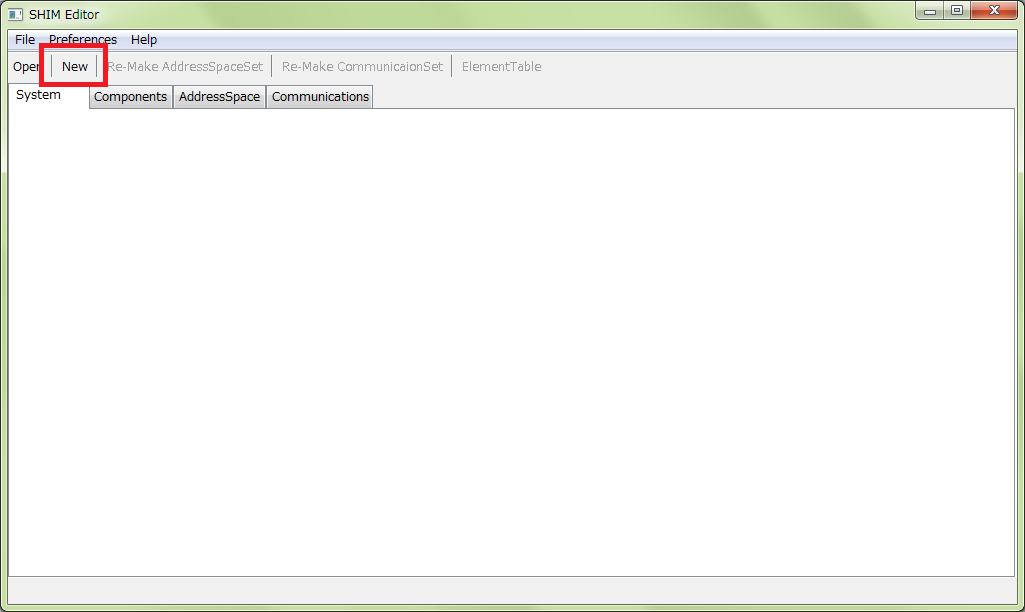 SHIM Editor
File Preferences Help
Open New Re-Make AddressSpaceSet Re-Make CommunicaionSet ElementTable
System Components AddressSpace Communications